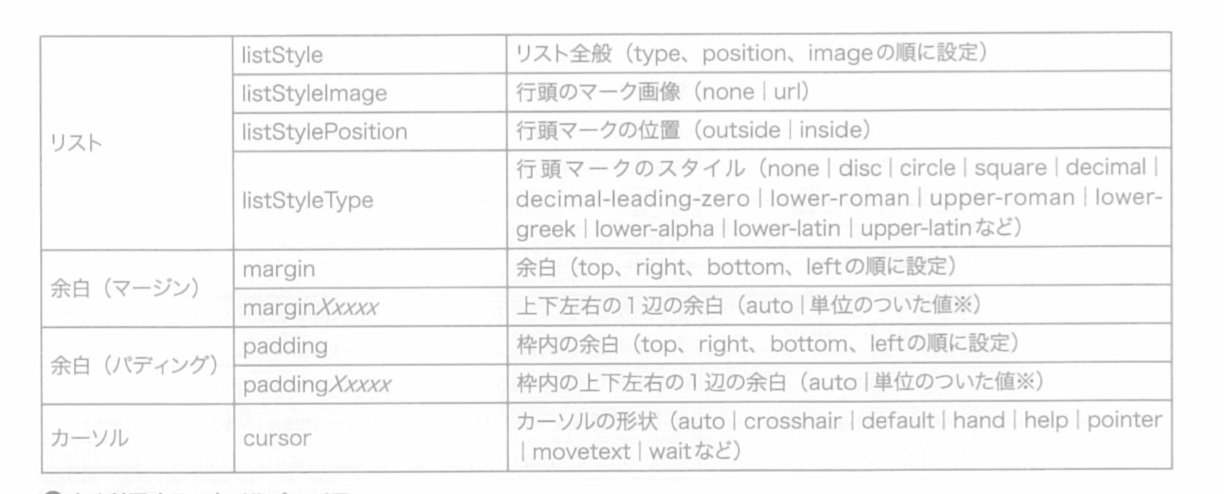 リスト
listStyle
リスト全般（type、position、imageの順に設定）
listStyleImage
行頭のマーク画像（none｜url）
listStylePosition
行頭マークの位置（outside｜inside）
listStyleType
行頭マークのスタイル（none｜disc｜circle｜square｜decimal｜
decimal-leading-zero｜lower-roman｜upper-roman｜lower-
greek｜lower-alpha｜lower-latin｜upper-latinなど）
余白（マージン）
margin
余白（top、right、bottom、leftの順に設定）
marginXxxxx
上下左右の1辺の余白（auto｜単位のついた値※）
余白（パディング）
padding
枠内の余白（top、right、bottom、leftの順に設定）
paddingXxxxx
枠内の上下左右の1辺の余白（auto｜単位のついた値※）
カーソル
cursor
カーソルの形状（auto｜crosshair｜default｜hand｜help｜pointer
｜movetext｜waitなど）